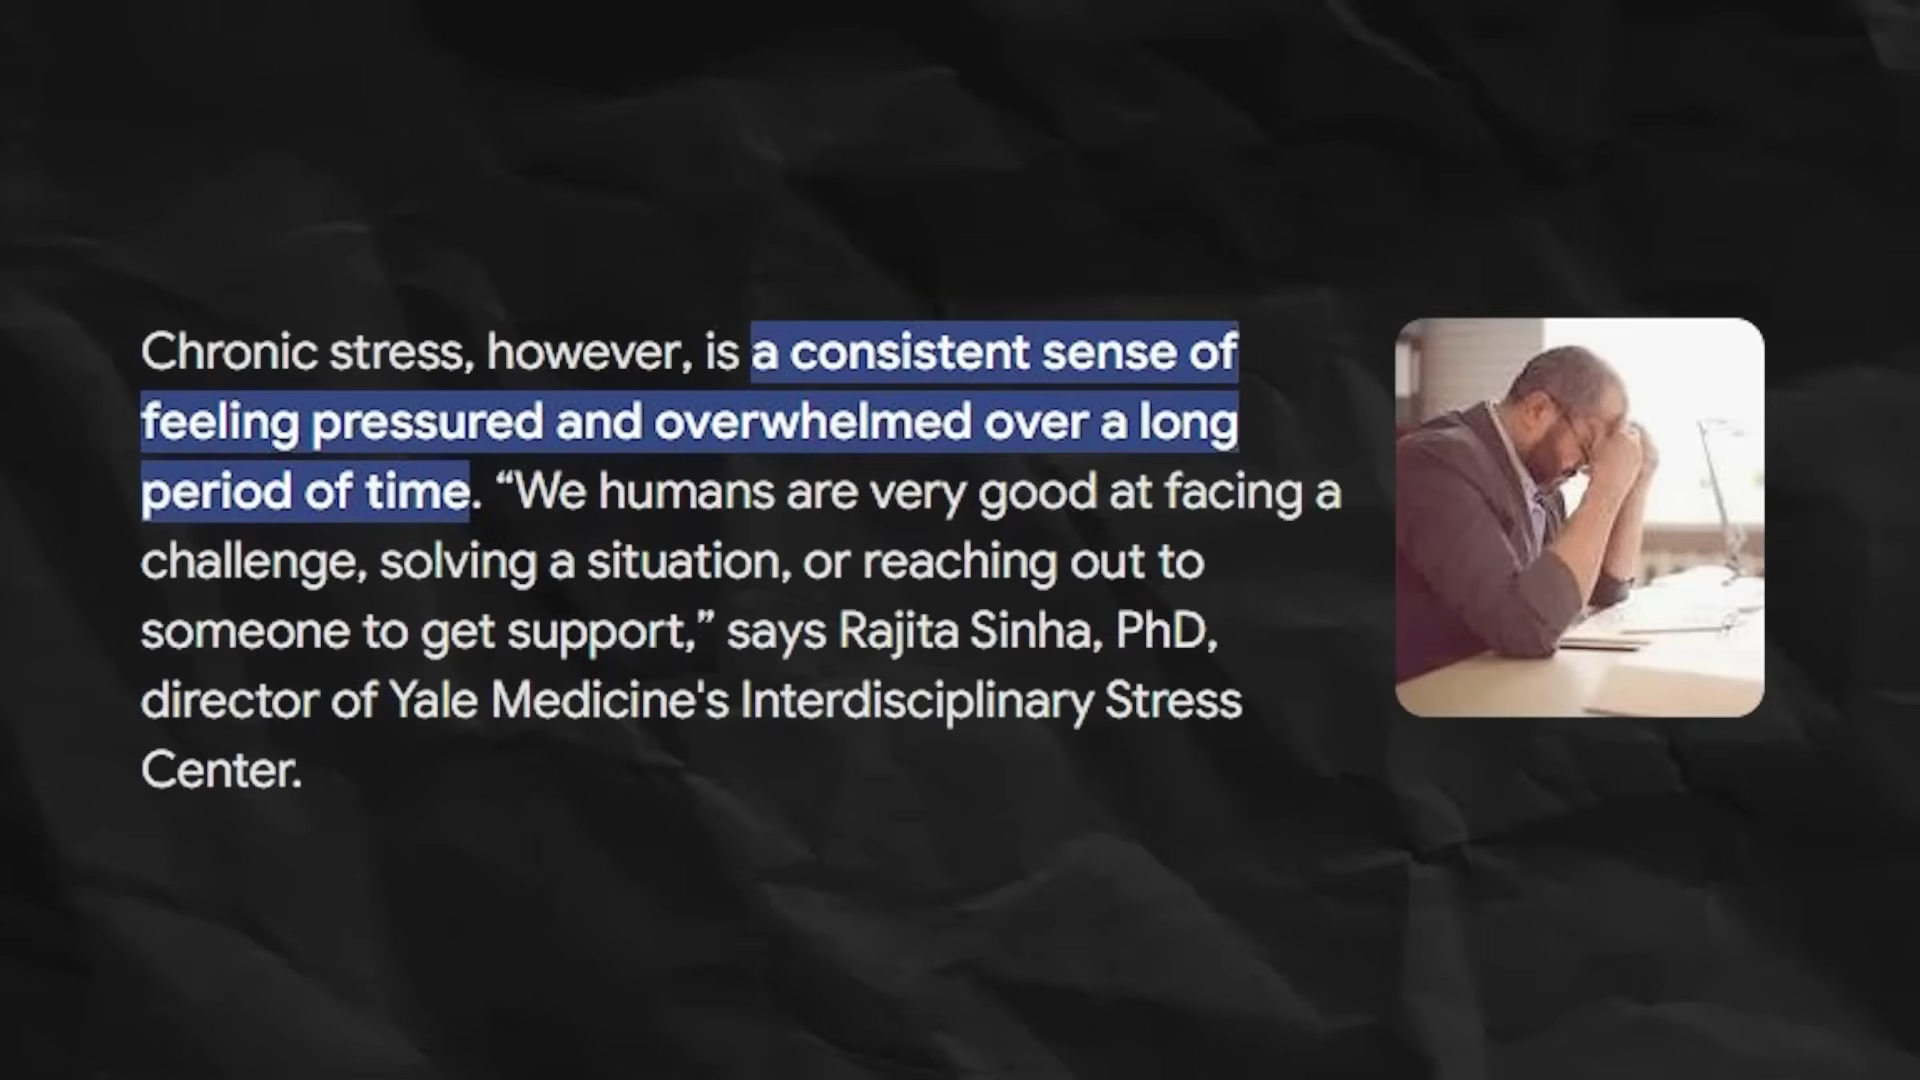 Chronic stress, however, is a consistent sense of
feeling pressured and overwhelmed over a long
period of time. “We humans are very good at facing a
challenge, solving a situation, or reaching out to
someone to get support,” says Rajita Sinha, PhD,
director of Yale Medicine's Interdisciplinary Stress
Center.